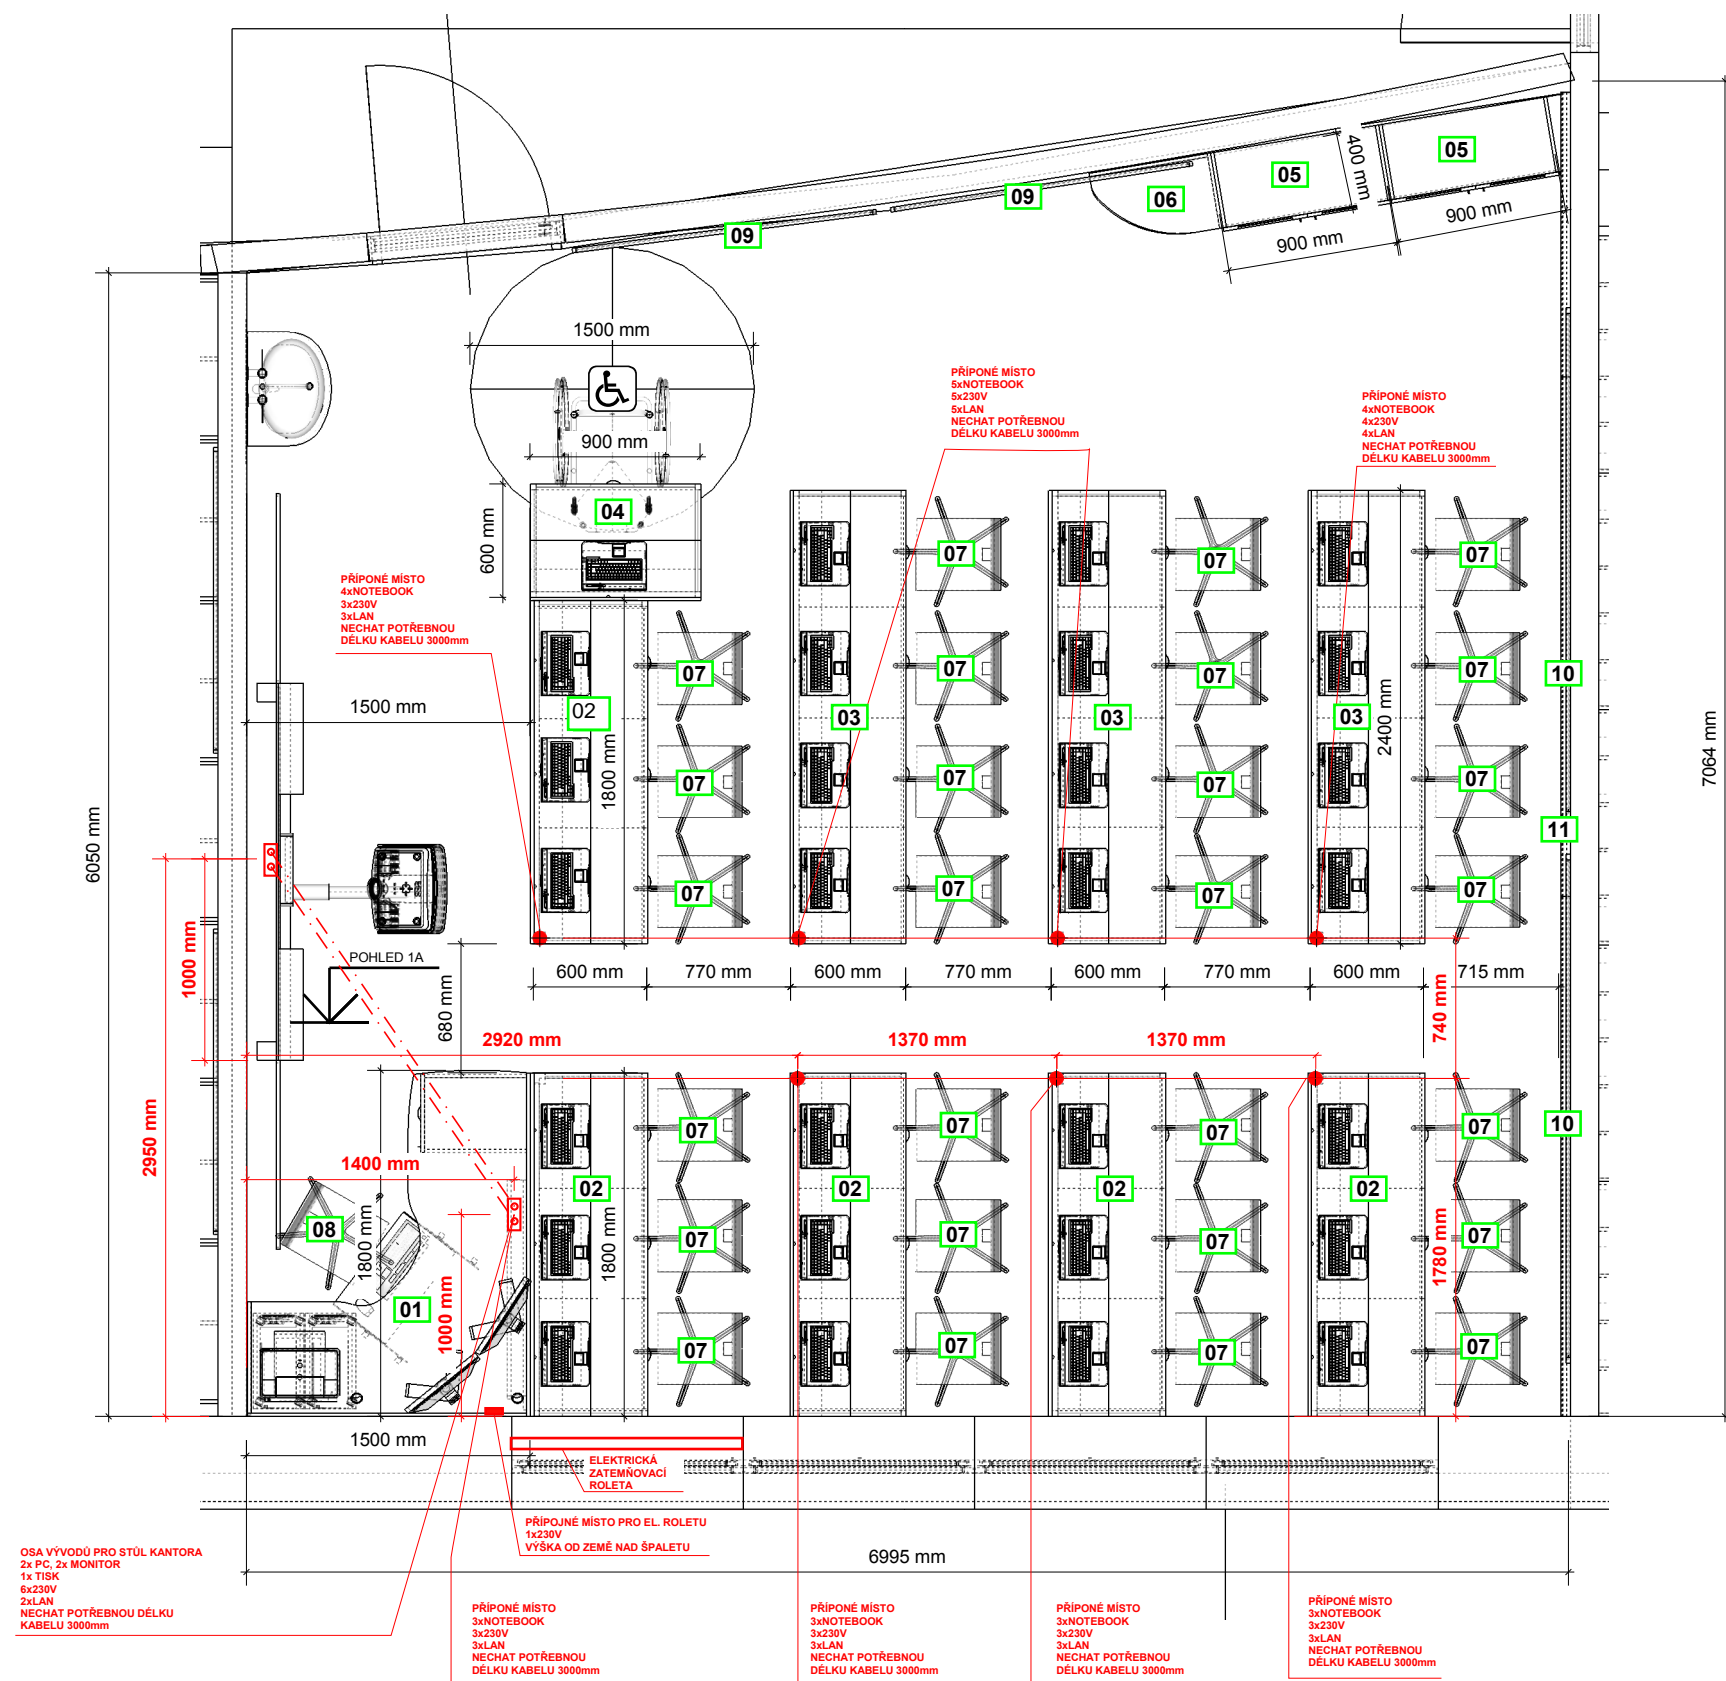 05
05
400 mm
900 mm
900 mm
06
09
09
1500 mm
900 mm
04
600 mm
PŘÍPONÉ MÍSTO
5xNOTEBOOK
5x230V
5xLAN
NECHAT POTŘEBNOU
DÉLKU KABELU 3000mm
PŘÍPONÉ MÍSTO
4xNOTEBOOK
4x230V
4xLAN
NECHAT POTŘEBNOU
DÉLKU KABELU 3000mm
PŘÍPONÉ MÍSTO
4xNOTEBOOK
3x230V
3xLAN
NECHAT POTŘEBNOU
DÉLKU KABELU 3000mm
07
07
07
07
07
07
07
10
1500 mm
02
03
03
03
1800 mm
2400 mm
7064 mm
6050 mm
07
07
07
07
11
07
07
07
07
1000 mm
POHLED 1A
680 mm
600 mm
770 mm
600 mm
770 mm
600 mm
770 mm
600 mm
715 mm
740 mm
2920 mm
1370 mm
1370 mm
2950 mm
07
07
07
07
10
1400 mm
02
02
02
02
08
1800 mm
1800 mm
1780 mm
07
07
07
07
01
1000 mm
07
07
07
07
1500 mm
ELEKTRICKÁ
ZATEMŇOVACÍ
ROLETA
PŘÍPOJNÉ MÍSTO PRO EL. ROLETU
1x230V
VÝŠKA OD ZEMĚ NAD ŠPALETU
6995 mm
OSA VÝVODŮ PRO STŮL KANTORA
2x PC, 2x MONITOR
1x TISK
6x230V
2xLAN
NECHAT POTŘEBNOU DÉLKU
KABELU 3000mm
PŘÍPONÉ MÍSTO
3xNOTEBOOK
3x230V
3xLAN
NECHAT POTŘEBNOU
DÉLKU KABELU 3000mm
PŘÍPONÉ MÍSTO
3xNOTEBOOK
3x230V
3xLAN
NECHAT POTŘEBNOU
DÉLKU KABELU 3000mm
PŘÍPONÉ MÍSTO
3xNOTEBOOK
3x230V
3xLAN
NECHAT POTŘEBNOU
DÉLKU KABELU 3000mm
PŘÍPONÉ MÍSTO
3xNOTEBOOK
3x230V
3xLAN
NECHAT POTŘEBNOU
DÉLKU KABELU 3000mm